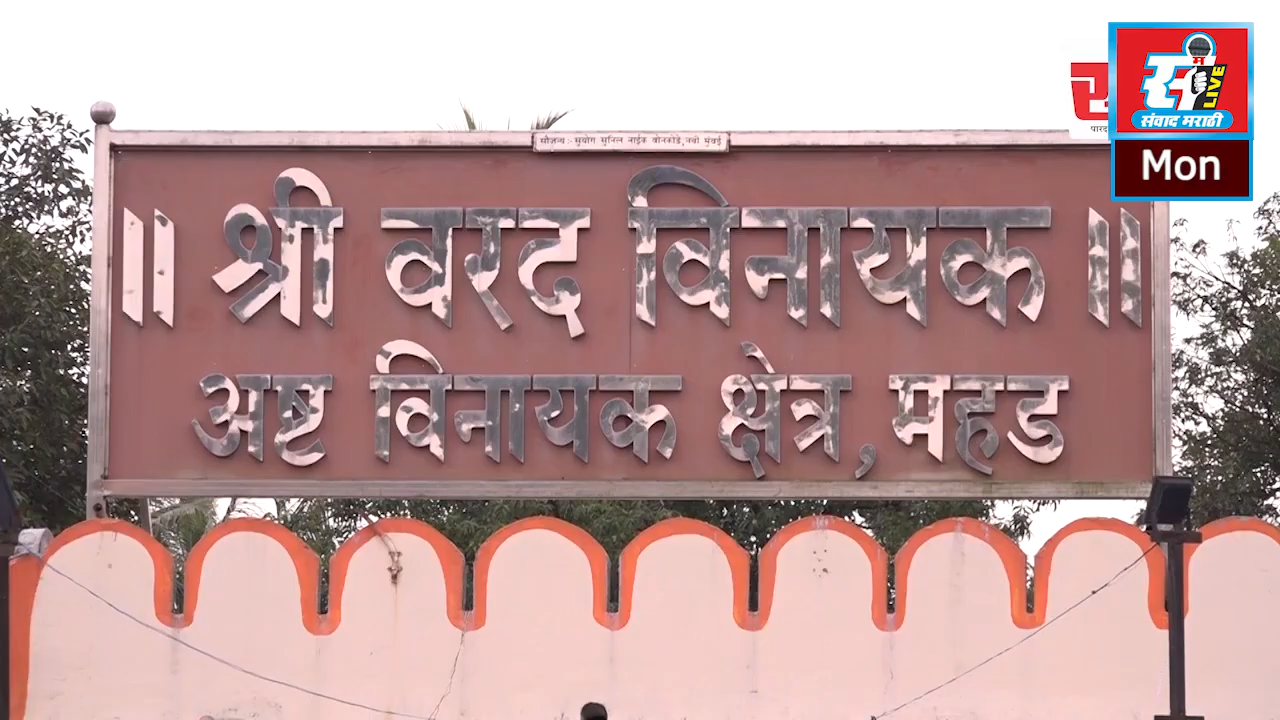 सौजन्य :- सुयोग सुनिल नाईक बोनकोडे, नवी मुंबई
॥ श्री वरद विनायक ॥
अष्ट विनायक क्षेत्र, महड
सं म LIVE
संवाद मराठी
Mon